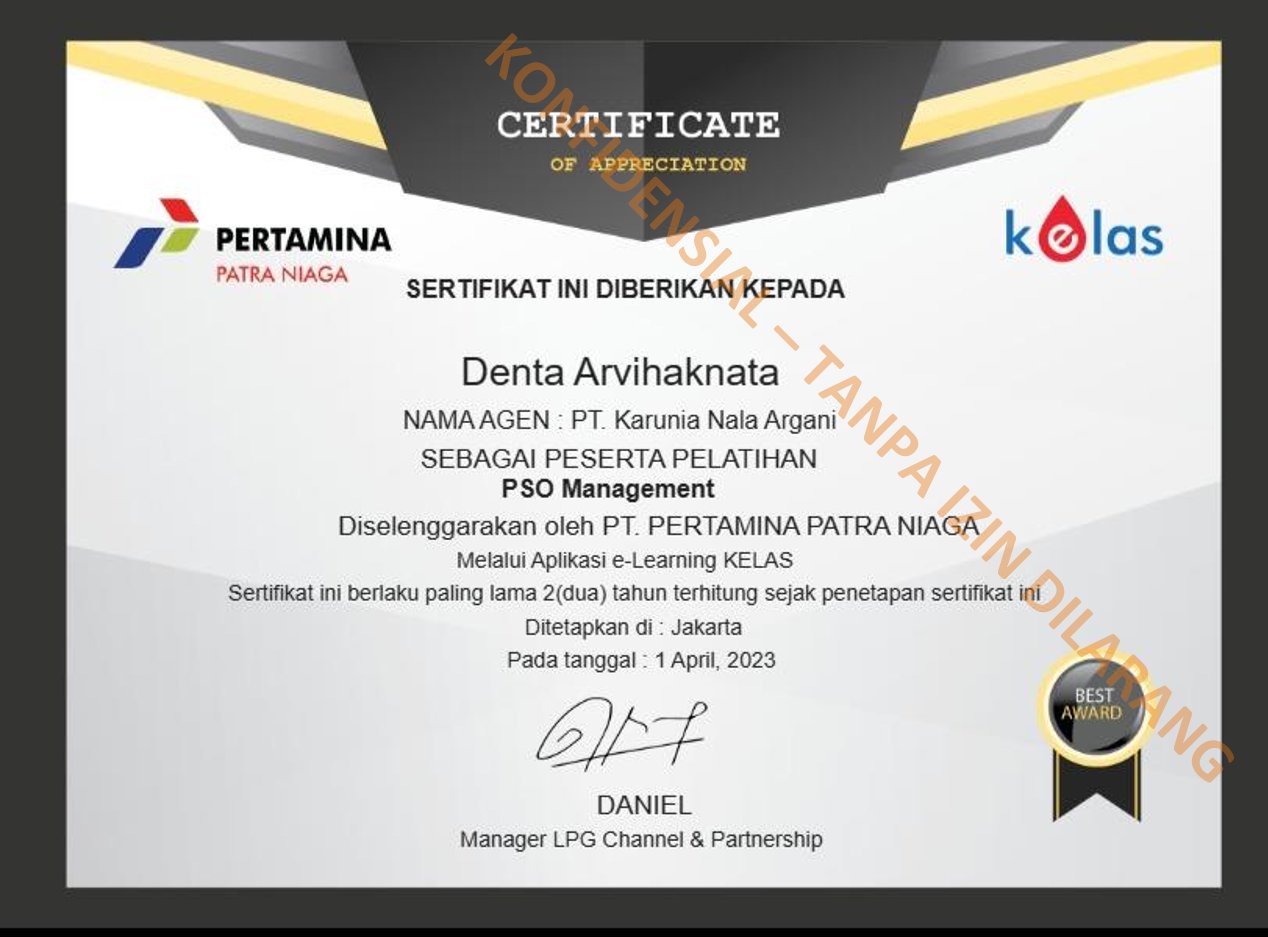 CERTIFICATE
OF APPRECIATION
PERTAMINA
PATRA NIAGA
kelas
SERTIFIKAT INI DIBERIKAN KEPADA
Denta Arvihaknata
NAMA AGEN : PT. Karunia Nala Argani
SEBAGAI PESERTA PELATIHAN
PSO Management
Diselenggarakan oleh PT. PERTAMINA PATRA NIAGA
Melalui Aplikasi e-Learning KELAS
Sertifikat ini berlaku paling lama 2(dua) tahun terhitung sejak penetapan sertifikat ini
Ditetapkan di : Jakarta
Pada tanggal : 1 April, 2023
BEST
AWARD
DANIEL
Manager LPG Channel & Partnership
KONFIDENSIAL – TANPA IZIN DILARANG